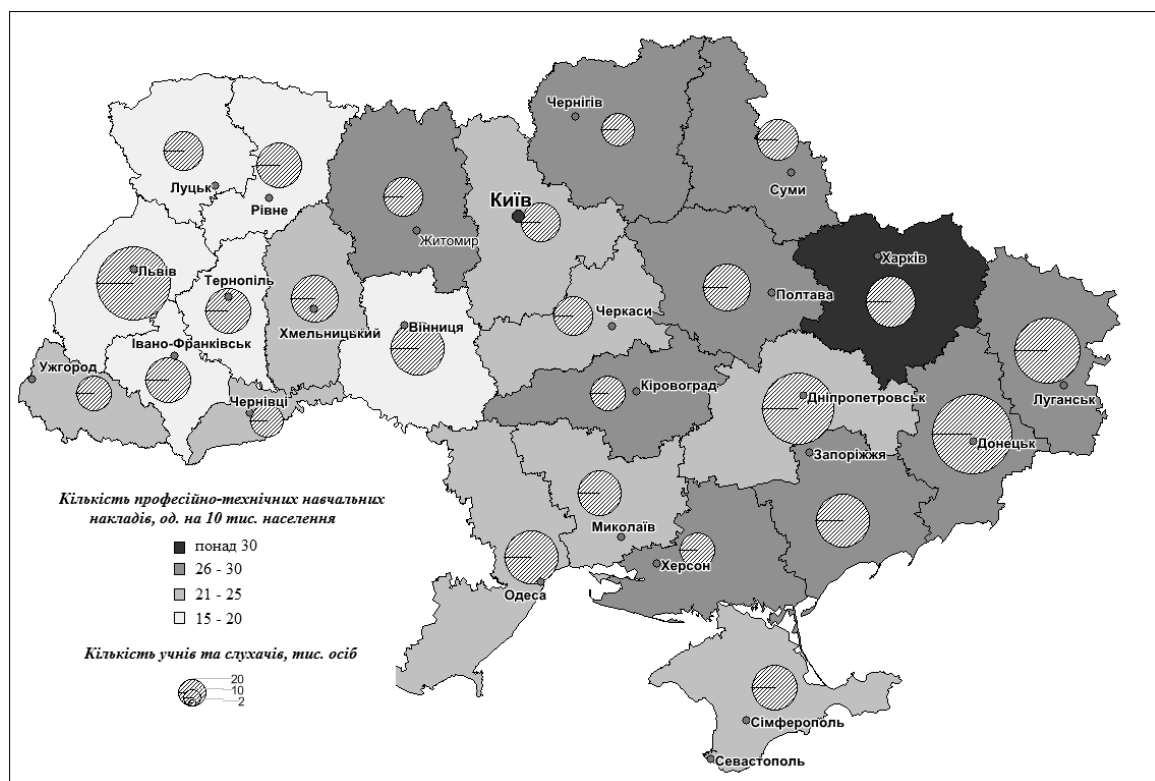 Чернігів
Суми
Луцьк
Рівне
Київ
Житомир
Харків
Львів
Тернопіль
Хмельницький
Вінниця
Черкаси
Полтава
Івано-Франківськ
Ужгород
Чернівці
Кіровоград
Дніпропетровськ
Луганськ
Донецьк
Запоріжжя
Миколаїв
Херсон
Одеса
Сімферополь
Севастополь
Кількість професійно-технічних навчальних
накладів, од. на 10 тис. населення
понад 30
26 - 30
21 - 25
15 - 20
Кількість учнів та слухачів, тис. осіб
20
10
2